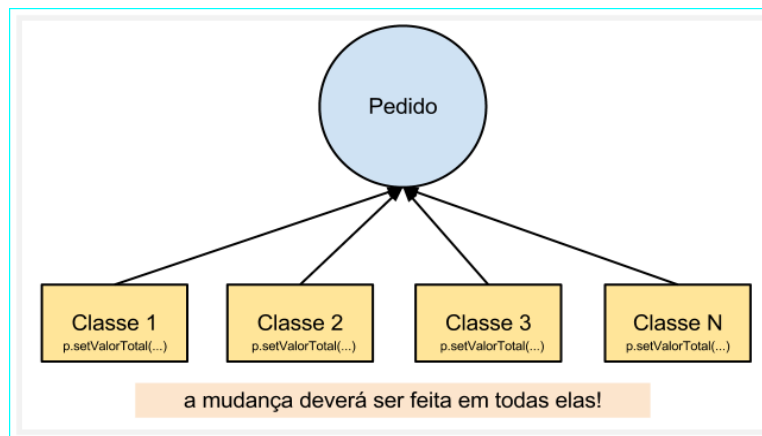 Pedido
Classe 1
p.setValorTotal(...)
Classe 2
p.setValorTotal(...)
Classe 3
p.setValorTotal(...)
Classe N
p.setValorTotal(...)
a mudança deverá ser feita em todas elas!